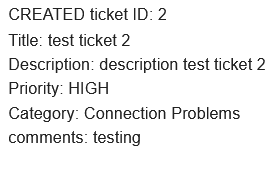 CREATED ticket ID: 2
Title: test ticket 2
Description: description test ticket 2
Priority: HIGH
Category: Connection Problems
comments: testing